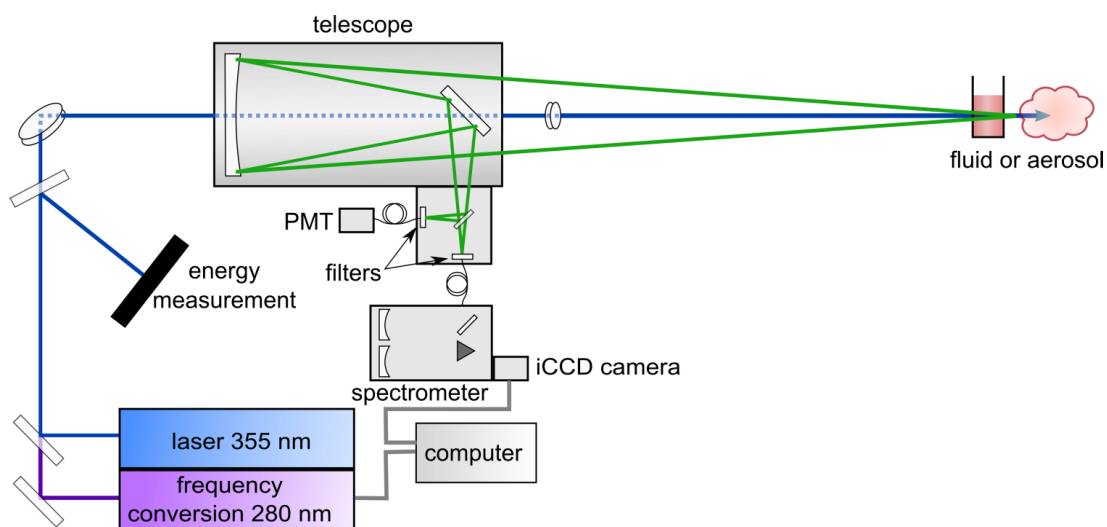 telescope
fluid or aerosol
PMT
filters
energy
measurement
iCCD camera
spectrometer
laser 355 nm
computer
frequency
conversion 280 nm